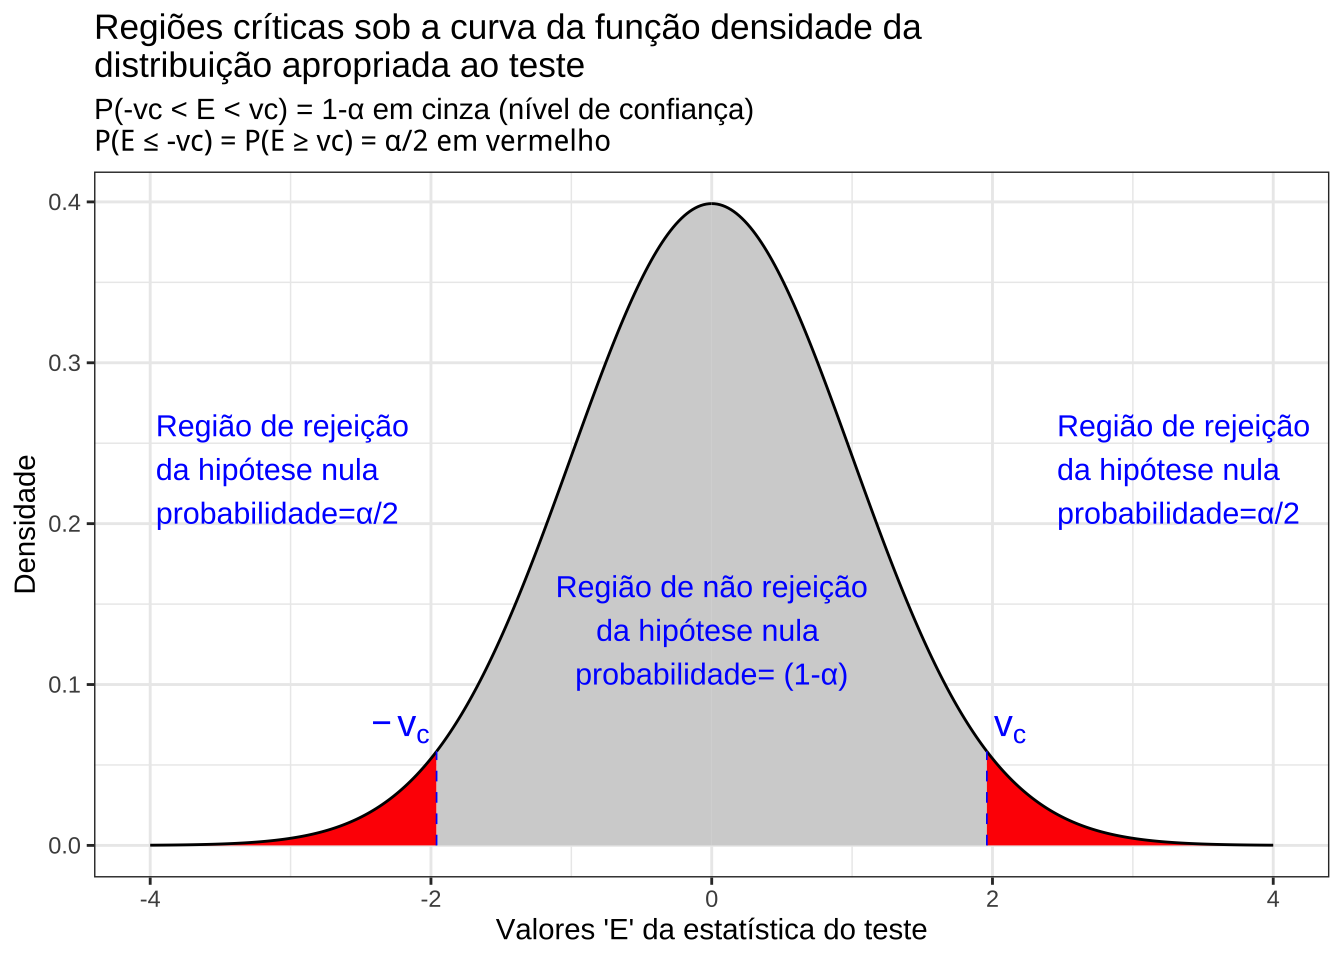 Regiões críticas sob a curva da função densidade da
distribuição apropriada ao teste
P(-vc < E < vc) = 1-α em cinza (nível de confiança)
P(E ≤ -vc) = P(E ≥ vc) = α/2 em vermelho
Densidade
0.4
0.3
0.2
0.1
0.0
Região de rejeição
da hipótese nula
probabilidade=α/2
Região de não rejeição
da hipótese nula
probabilidade= (1-α)
Região de rejeição
da hipótese nula
probabilidade=α/2
−vc
vc
-4
-2
0
2
4
Valores 'E' da estatística do teste